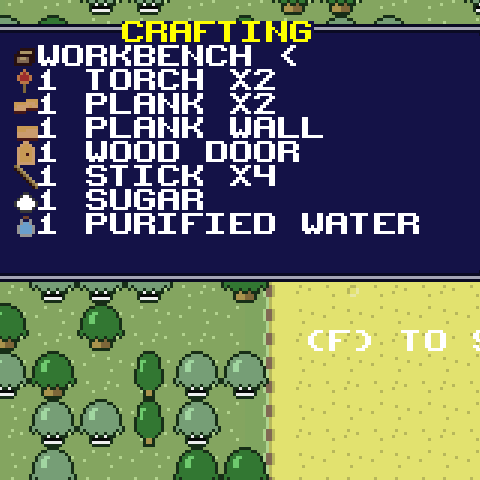 CRAFTING
WORKBENCH <
1 TORCH X2
1 PLANK X2
1 PLANK WALL
1 WOOD DOOR
1 STICK X4
1 SUGAR
1 PURIFIED WATER
(F) TO